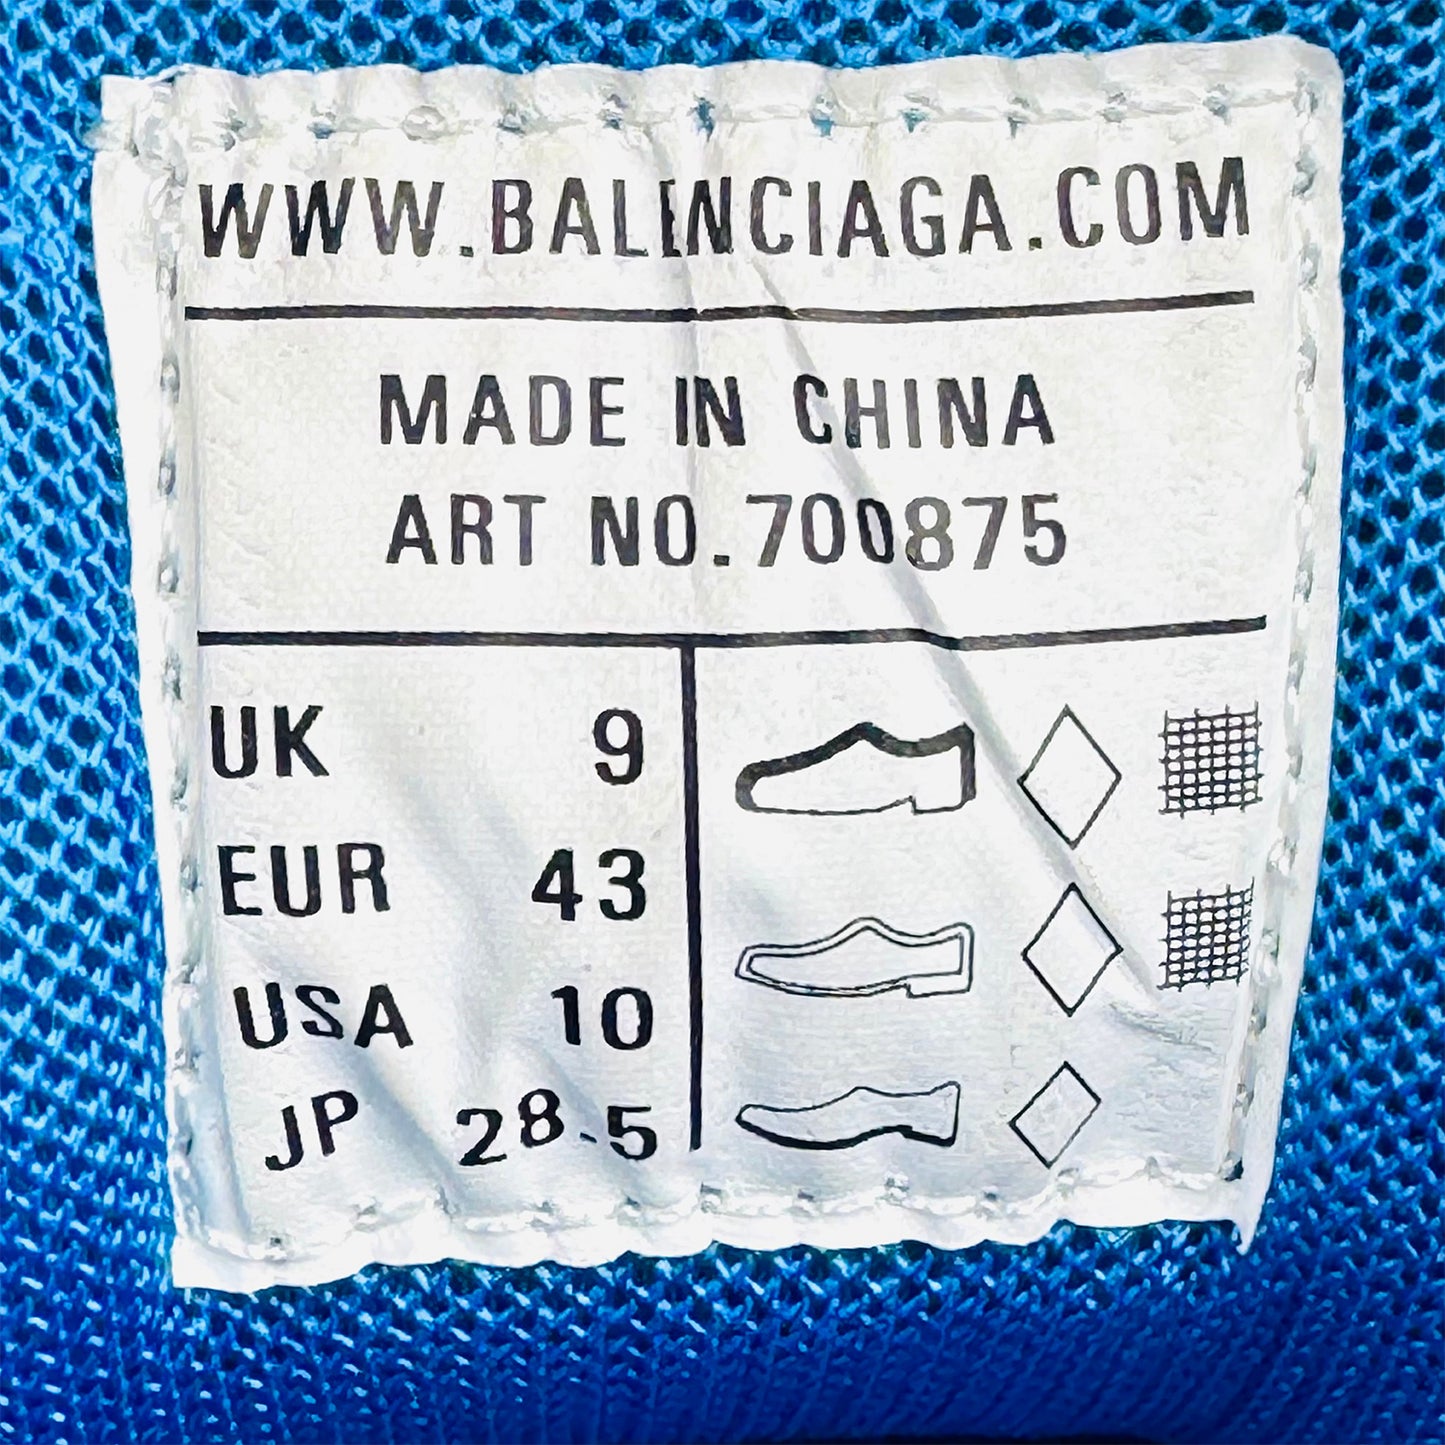 WWW.BALENCIAGA.COM
MADE IN CHINA
ART NO.700875
UK 9
EUR 43
USA 10
JP 28.5